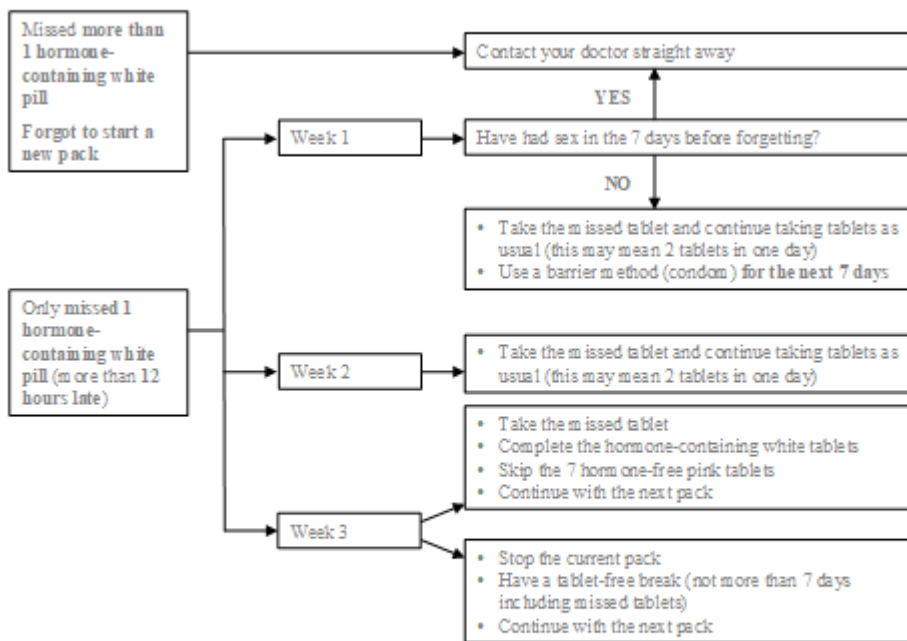 Missed more than
1 hormone-
containing white
pill
Forgot to start a
new pack
Contact your doctor straight away
YES
Week 1
Have had sex in the 7 days before forgetting?
NO
• Take the missed tablet and continue taking tablets as
usual (this may mean 2 tablets in one day)
• Use a barrier method (condom) for the next 7 days
Only missed 1
hormone-
containing white
pill (more than 12
hours late)
Week 2
• Take the missed tablet and continue taking tablets as
usual (this may mean 2 tablets in one day)
• Take the missed tablet
• Complete the hormone-containing white tablets
• Skip the 7 hormone-free pink tablets
• Continue with the next pack
Week 3
• Stop the current pack
• Have a tablet-free break (not more than 7 days
including missed tablets)
• Continue with the next pack